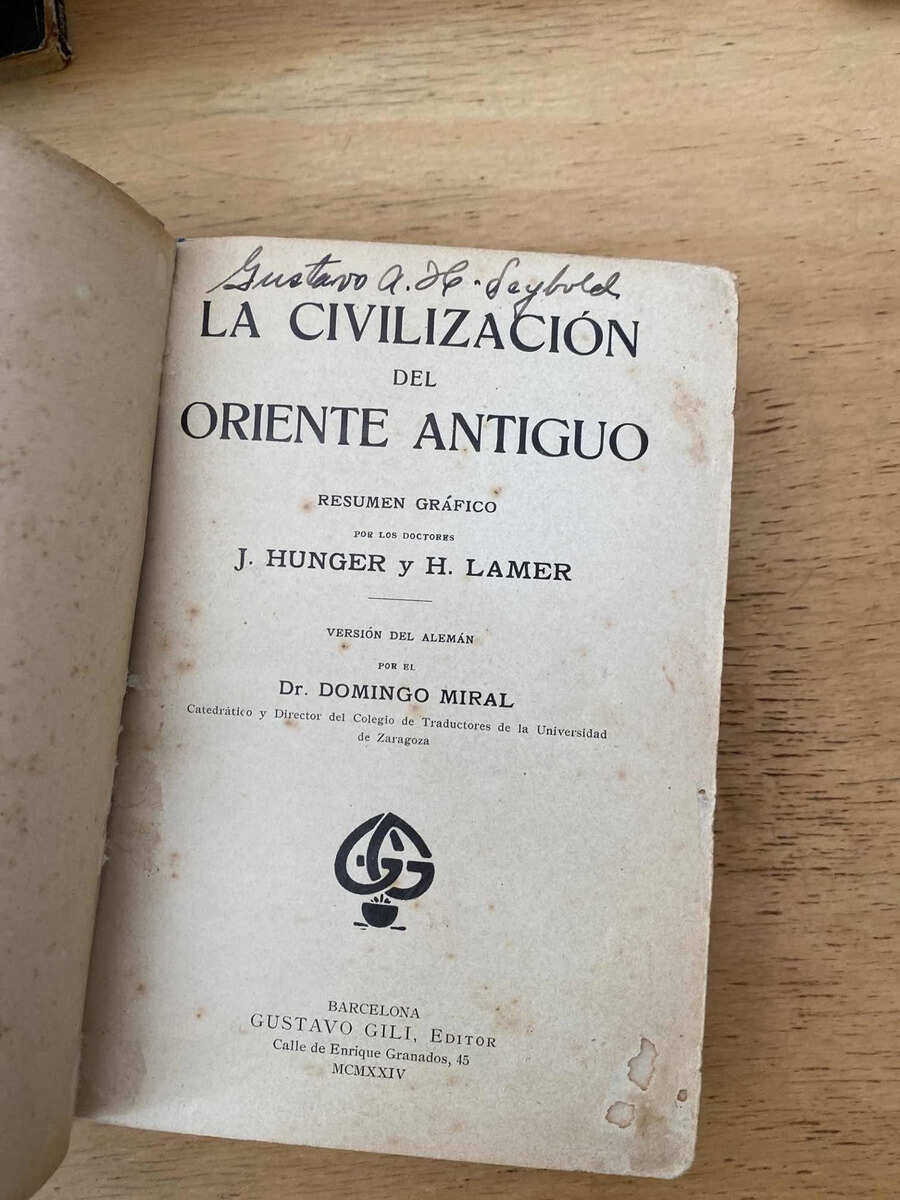 Gustavo A. H. Seybold
LA CIVILIZACIÓN
DEL
ORIENTE ANTIGUO
RESUMEN GRÁFICO
POR LOS DOCTORES
J. HUNGER y H. LAMER
VERSIÓN DEL ALEMÁN
POR EL
Dr. DOMINGO MIRAL
Catedrático y Director del Colegio de Traductores de la Universidad
de Zaragoza
BARCELONA
GUSTAVO GILI, EDITOR
Calle de Enrique Granados, 45
MCMXXIV